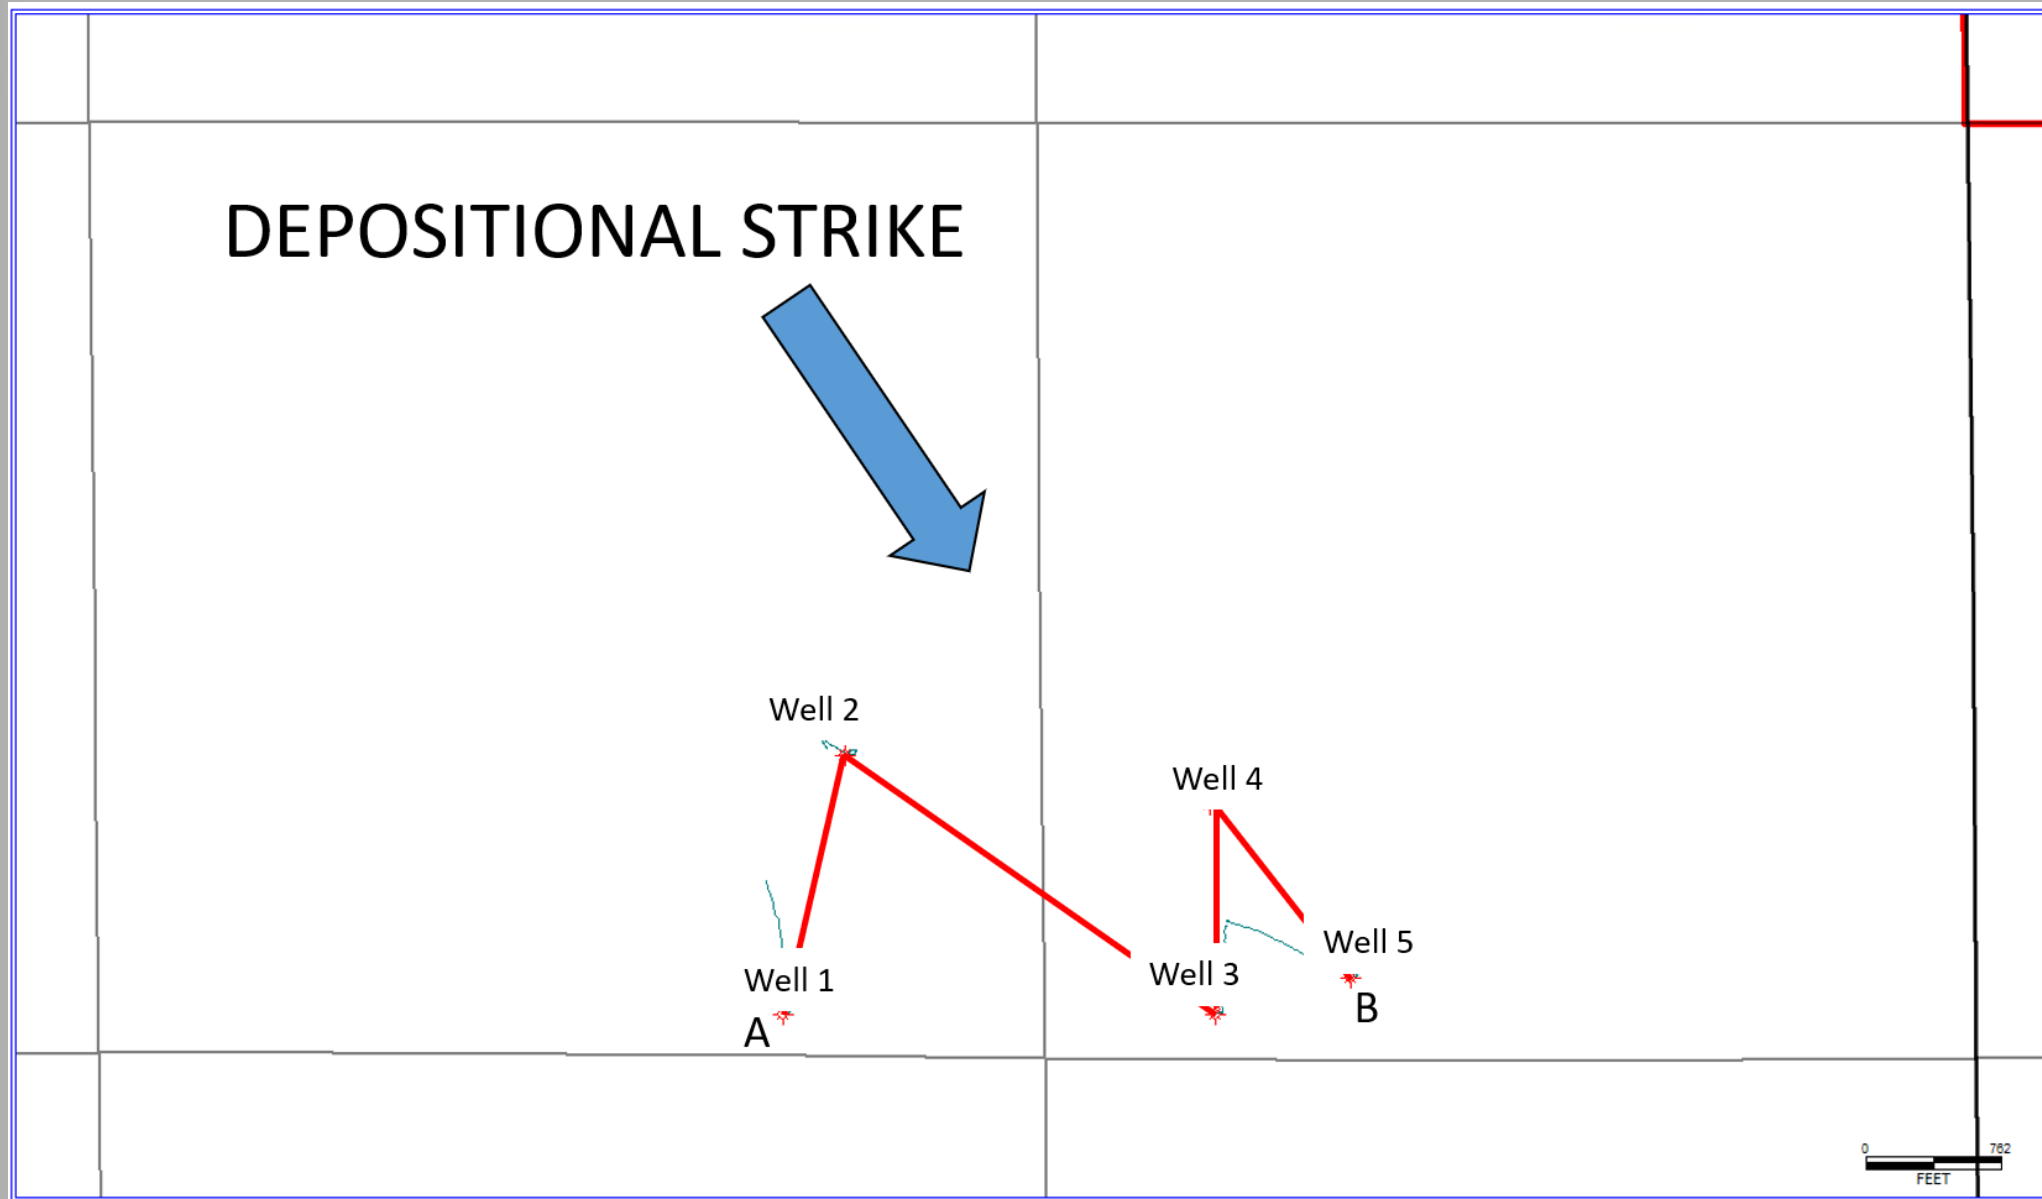 DEPOSITIONAL STRIKE
Well 2
Well 4
Well 5
Well 3
Well 1
B
A
0 762
FEET